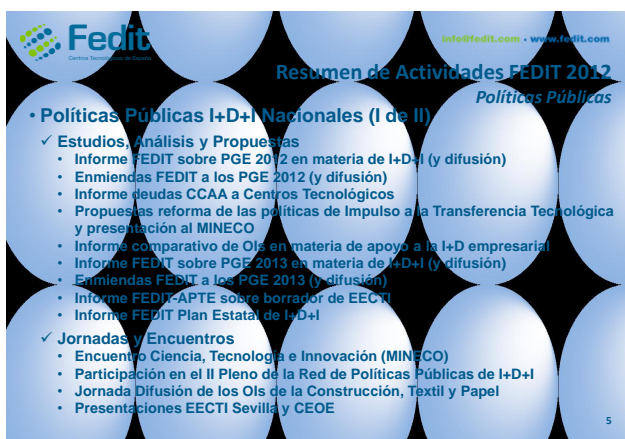 Fedit
Centros Tecnológicos de España
info@fedit.com - www.fedit.com
Resumen de Actividades FEDIT 2012
Políticas Públicas
• Políticas Públicas I+D+I Nacionales (I de II)
✓ Estudios, Análisis y Propuestas
• Informe FEDIT sobre PGE 2012 en materia de I+D+I (y difusión)
• Enmiendas FEDIT a los PGE 2012 (y difusión)
• Informe deudas CCAA a Centros Tecnológicos
• Propuestas reforma de las políticas de Impulso a la Transferencia Tecnológica
y presentación al MINECO
• Informe comparativo de OIs en materia de apoyo a la I+D empresarial
• Informe FEDIT sobre PGE 2013 en materia de I+D+I (y difusión)
• Enmiendas FEDIT a los PGE 2013 (y difusión)
• Informe FEDIT-APTE sobre borrador de EECTI
• Informe FEDIT Plan Estatal de I+D+I
✓ Jornadas y Encuentros
• Encuentro Ciencia, Tecnología e Innovación (MINECO)
• Participación en el II Pleno de la Red de Políticas Públicas de I+D+I
• Jornada Difusión de los OIs de la Construcción, Textil y Papel
• Presentaciones EECTI Sevilla y CEOE
5